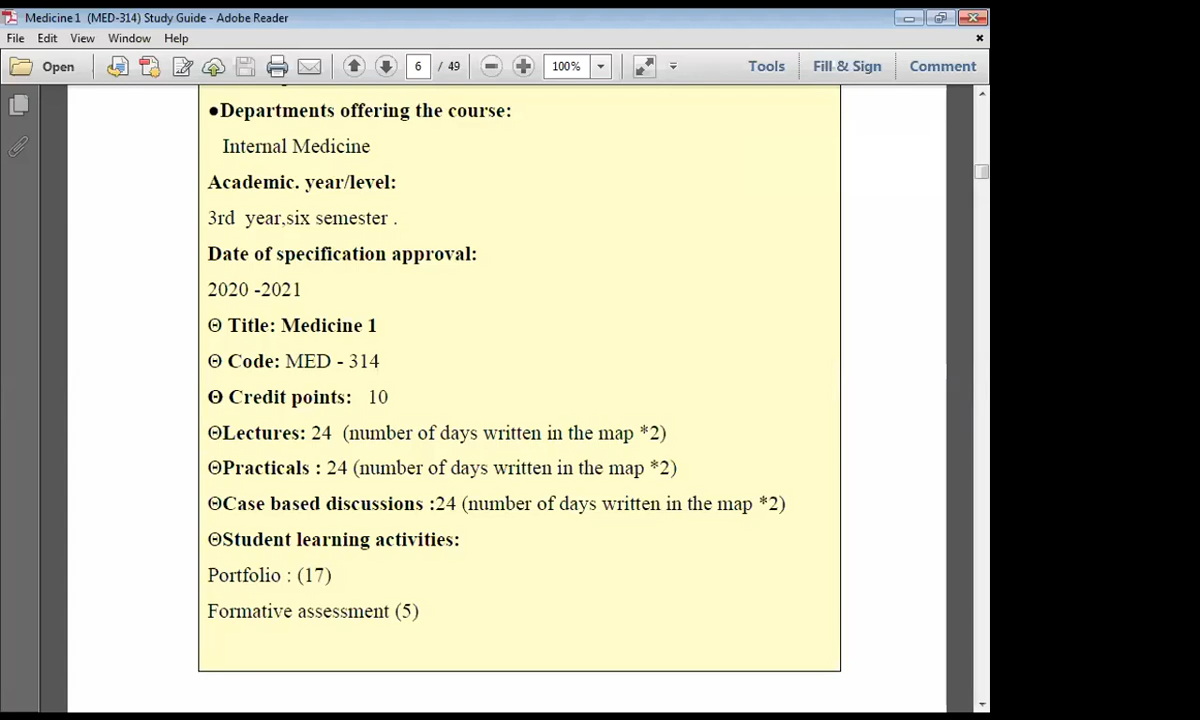 Medicine 1 (MED-314) Study Guide - Adobe Reader
File Edit View Window Help
Open 6 / 49 100% Tools Fill & Sign Comment
●Departments offering the course:
Internal Medicine
Academic. year/level:
3rd year,six semester .
Date of specification approval:
2020 -2021
Θ Title: Medicine 1
Θ Code: MED - 314
Θ Credit points: 10
ΘLectures: 24 (number of days written in the map *2)
ΘPracticals : 24 (number of days written in the map *2)
ΘCase based discussions :24 (number of days written in the map *2)
ΘStudent learning activities:
Portfolio : (17)
Formative assessment (5)